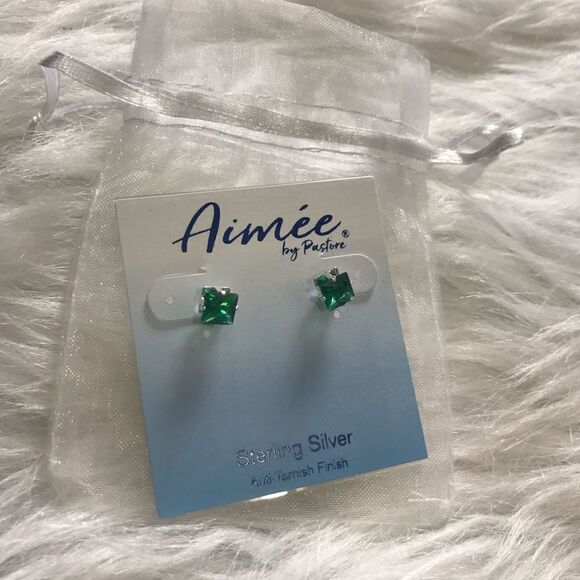 Aimée®
by Pastore
Sterling Silver
Anti-Tarnish Finish